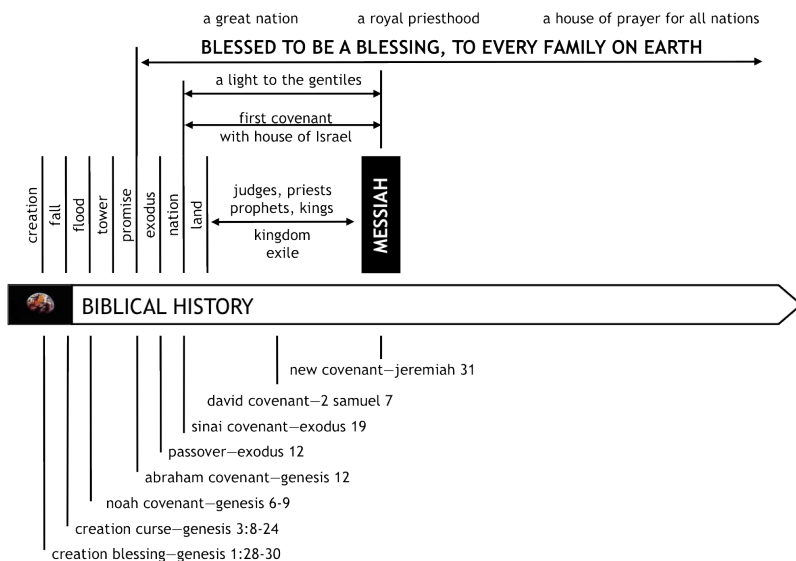 a great nation
a royal priesthood
a house of prayer for all nations
BLESSED TO BE A BLESSING, TO EVERY FAMILY ON EARTH
a light to the gentiles
first covenant
with house of Israel
creation
fall
flood
tower
promise
exodus
nation
land
judges, priests
prophets, kings
kingdom
exile
MESSIAH
BIBLICAL HISTORY
new covenant—jeremiah 31
david covenant—2 samuel 7
sinai covenant—exodus 19
passover—exodus 12
abraham covenant—genesis 12
noah covenant—genesis 6-9
creation curse—genesis 3:8-24
creation blessing—genesis 1:28-30